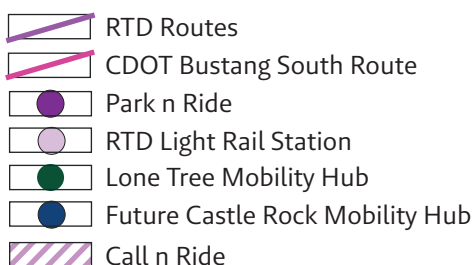 RTD Routes
CDOT Bustang South Route
Park n Ride
RTD Light Rail Station
Lone Tree Mobility Hub
Future Castle Rock Mobility Hub
Call n Ride